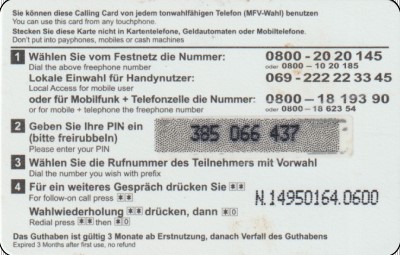 Sie können diese Calling Card von jedem tonwahlfähigen Telefon (MFV-Wahl) benutzen
You can use this card from any touchphone.
Stecken Sie diese Karte nicht in Kartentelefone, Geldautomaten oder Mobiltelefone.
Don't put into payphones, mobiles or cash machines
1 Wählen Sie vom Festnetz die Nummer: 0800 - 20 20 145
Dial the above freephone number oder 0800 – 10 20 185
Lokale Einwahl für Handynutzer: 069 - 222 22 33 45
Local Access for mobile user
oder für Mobilfunk + Telefonzelle die Nummer: 0800 – 18 193 90
or for mobile + telephone the freephone number oder 0800 – 18 623 54
2 Geben Sie Ihre PIN ein 385 066 437
(bitte freirubbeln)
Please enter your PIN
3 Wählen Sie die Rufnummer des Teilnehmers mit Vorwahl
Dial the number you wish with prefix
4 Für ein weiteres Gespräch drücken Sie ✱✱
For follow-on call press ✱✱ N.14950164.0600
Wahlwiederholung ✱✱ drücken, dann ✱0
Redial press ✱✱ then ✱0
Das Guthaben ist gültig 3 Monate ab Erstnutzung, danach Verfall des Guthabens
Expired 3 Months after first use, no refund